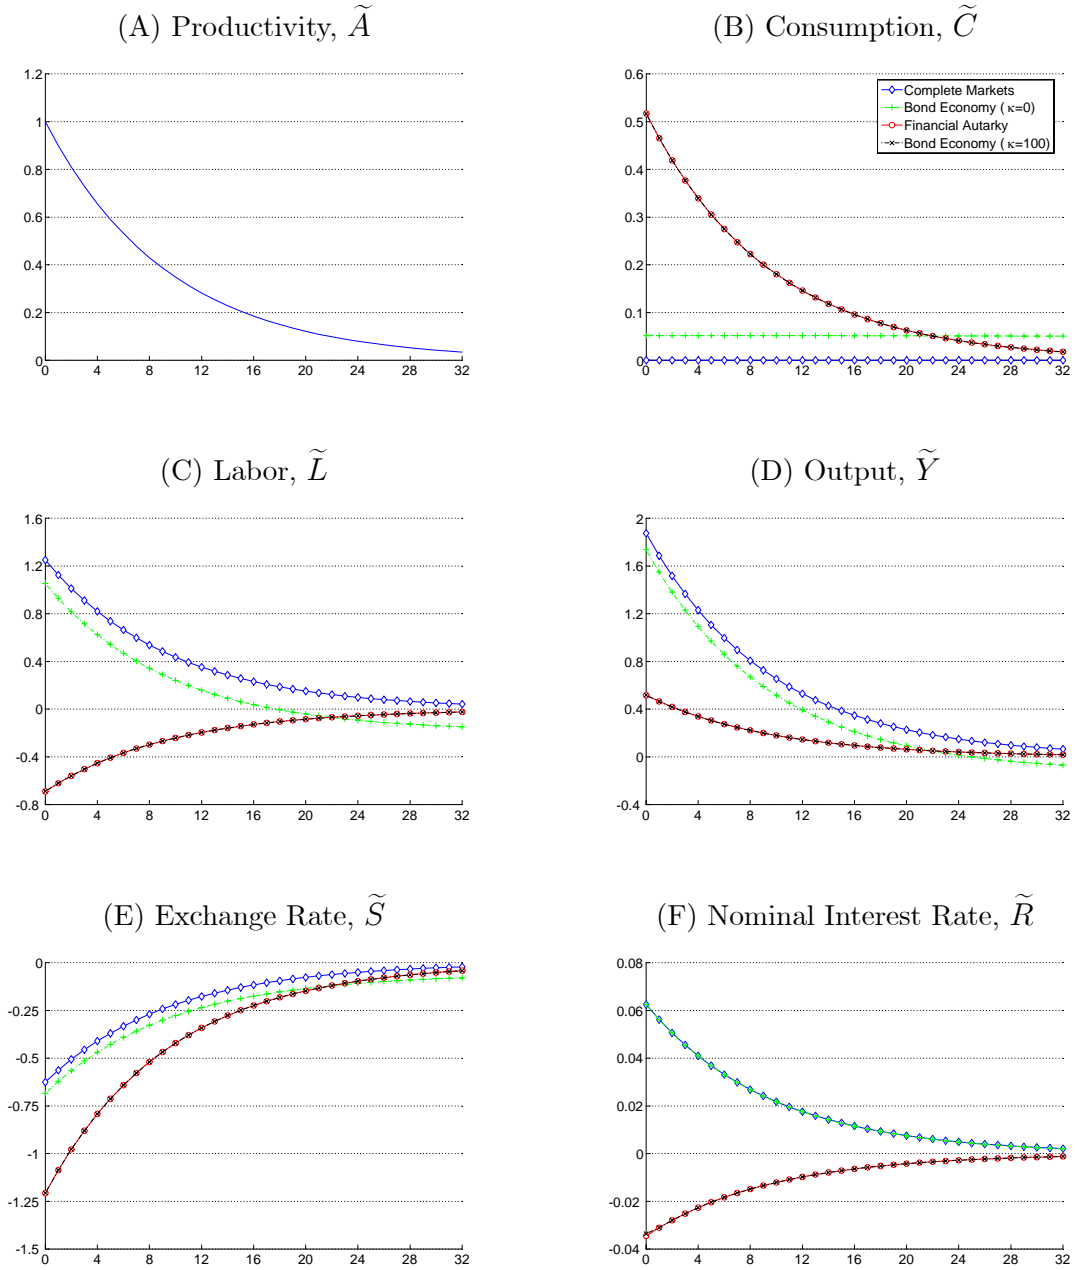 (A) Productivity, Ã
(B) Consumption, C̃
1.2
1
0.8
0.6
0.4
0.2
0
0 4 8 12 16 20 24 28 32
0.6
0.5
0.4
0.3
0.2
0.1
0
0 4 8 12 16 20 24 28 32
Complete Markets
Bond Economy (κ=0)
Financial Autarky
Bond Economy (κ=100)
(C) Labor, L̃
(D) Output, Ỹ
1.6
1.2
0.8
0.4
0
-0.4
-0.8
0 4 8 12 16 20 24 28 32
2
1.6
1.2
0.8
0.4
0
-0.4
0 4 8 12 16 20 24 28 32
(E) Exchange Rate, S̃
(F) Nominal Interest Rate, R̃
0
-0.25
-0.5
-0.75
-1
-1.25
-1.5
0 4 8 12 16 20 24 28 32
0.08
0.06
0.04
0.02
0
-0.02
-0.04
0 4 8 12 16 20 24 28 32